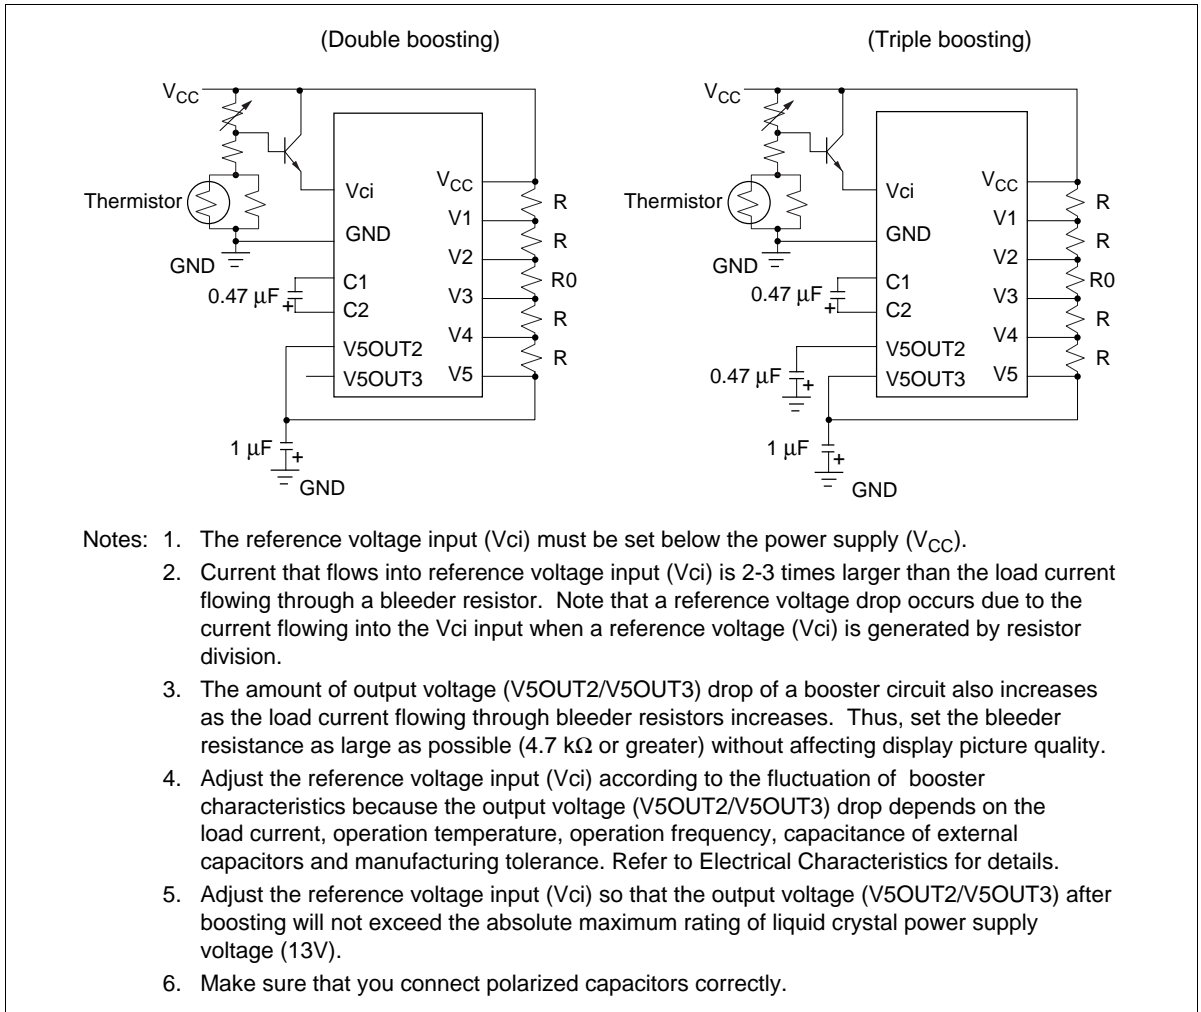 (Double boosting)
V_CC
Thermistor
Vci
GND
GND
C1
0.47 μF
+
C2
V5OUT2
V5OUT3
V_CC
V1
V2
V3
V4
V5
R
R
R0
R
R
1 μF
+
GND
(Triple boosting)
V_CC
Thermistor
Vci
GND
GND
C1
0.47 μF
+
C2
V5OUT2
V5OUT3
V_CC
V1
V2
V3
V4
V5
R
R
R0
R
R
0.47 μF
+
1 μF
+
GND
Notes: 1. The reference voltage input (Vci) must be set below the power supply (V_CC).
2. Current that flows into reference voltage input (Vci) is 2-3 times larger than the load current
flowing through a bleeder resistor. Note that a reference voltage drop occurs due to the
current flowing into the Vci input when a reference voltage (Vci) is generated by resistor
division.
3. The amount of output voltage (V5OUT2/V5OUT3) drop of a booster circuit also increases
as the load current flowing through bleeder resistors increases. Thus, set the bleeder
resistance as large as possible (4.7 kΩ or greater) without affecting display picture quality.
4. Adjust the reference voltage input (Vci) according to the fluctuation of booster
characteristics because the output voltage (V5OUT2/V5OUT3) drop depends on the
load current, operation temperature, operation frequency, capacitance of external
capacitors and manufacturing tolerance. Refer to Electrical Characteristics for details.
5. Adjust the reference voltage input (Vci) so that the output voltage (V5OUT2/V5OUT3) after
boosting will not exceed the absolute maximum rating of liquid crystal power supply
voltage (13V).
6. Make sure that you connect polarized capacitors correctly.